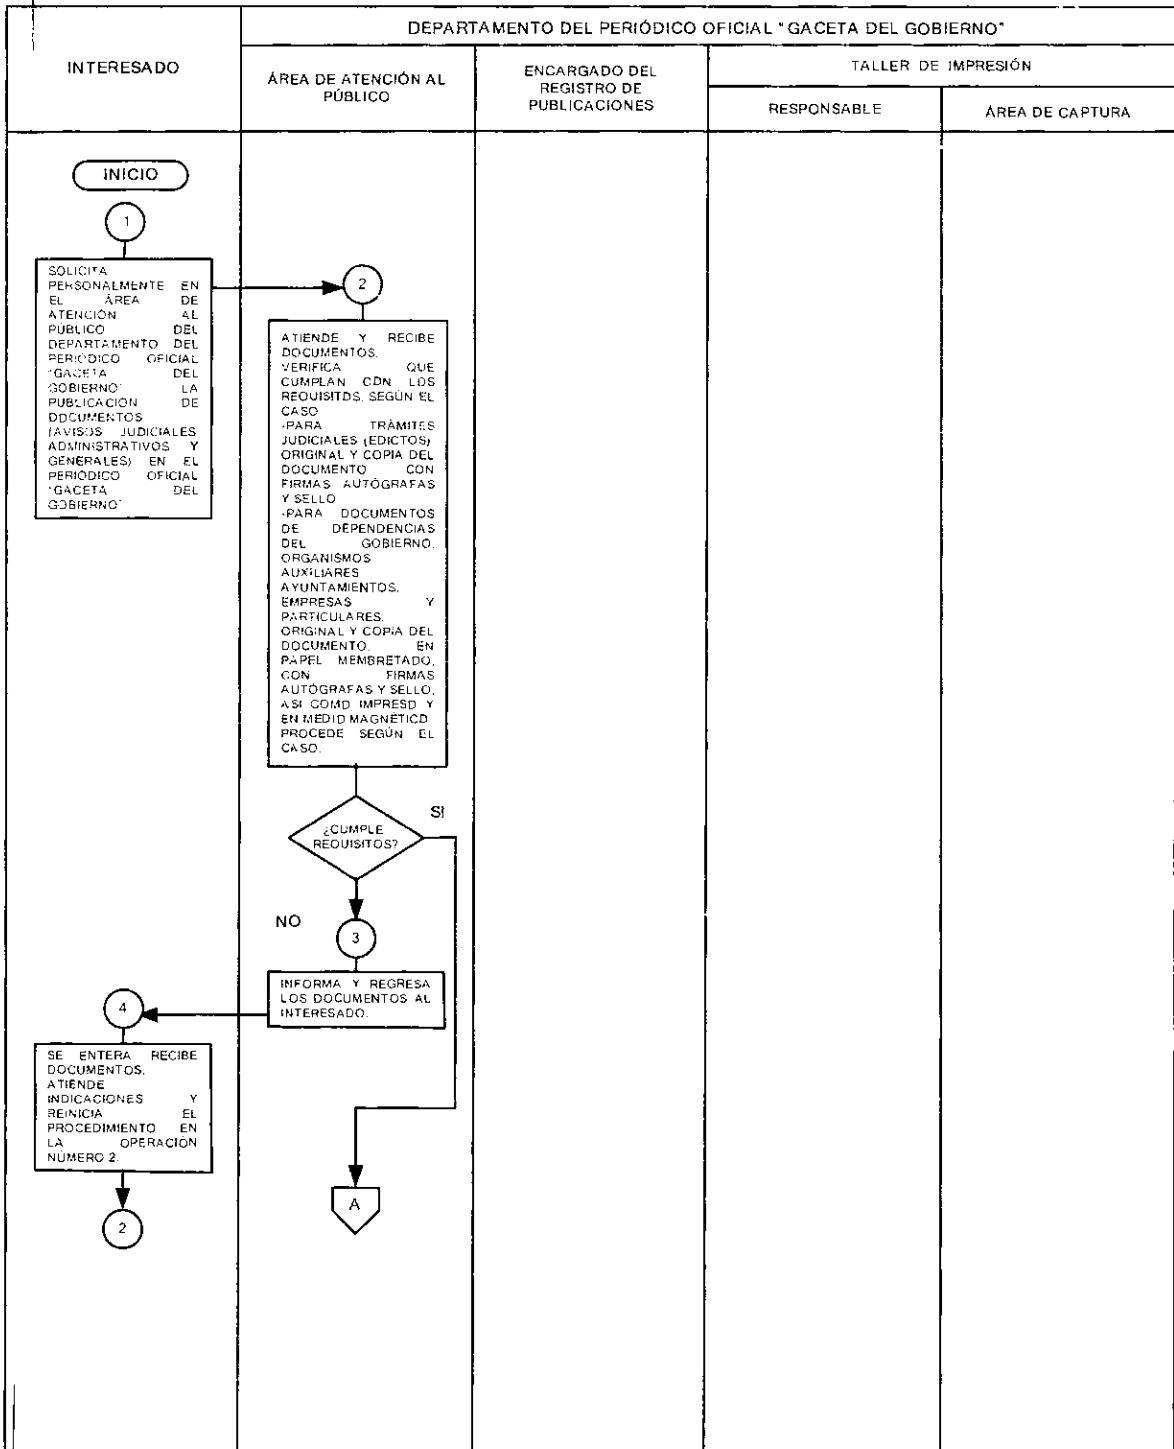 DEPARTAMENTO DEL PERIÓDICO OFICIAL "GACETA DEL GOBIERNO"
INTERESADO
ÁREA DE ATENCIÓN AL
PÚBLICO
ENCARGADO DEL
REGISTRO DE
PUBLICACIONES
TALLER DE IMPRESIÓN
RESPONSABLE
ÁREA DE CAPTURA
INICIO
1
SOLICITA
PERSONALMENTE EN
EL ÁREA DE
ATENCIÓN AL
PÚBLICO DEL
DEPARTAMENTO DEL
PERIÓDICO OFICIAL
"GACETA DEL
GOBIERNO" LA
PUBLICACIÓN DE
DOCUMENTOS
(AVISOS JUDICIALES
ADMINISTRATIVOS Y
GENERALES) EN EL
PERIÓDICO OFICIAL
"GACETA DEL
GOBIERNO"
2
ATIENDE Y RECIBE
DOCUMENTOS.
VERIFICA QUE
CUMPLAN CON LOS
REQUISITOS, SEGÚN EL
CASO
-PARA TRÁMITES
JUDICIALES (EDICTOS)
ORIGINAL Y COPIA DEL
DOCUMENTO CON
FIRMAS AUTÓGRAFAS
Y SELLO
-PARA DOCUMENTOS
DE DEPENDENCIAS
DEL GOBIERNO,
ORGANISMOS
AUXILIARES
AYUNTAMIENTOS,
EMPRESAS Y
PARTICULARES,
ORIGINAL Y COPIA DEL
DOCUMENTO, EN
PAPEL MEMBRETADO,
CON FIRMAS
AUTÓGRAFAS Y SELLO,
ASI COMO IMPRESO Y
EN MEDIO MAGNÉTICO
PROCEDE SEGÚN EL
CASO.
¿CUMPLE
REQUISITOS?
SI
NO
3
INFORMA Y REGRESA
LOS DOCUMENTOS AL
INTERESADO.
4
SE ENTERA RECIBE
DOCUMENTOS,
ATIENDE
INDICACIONES Y
REINICIA EL
PROCEDIMIENTO EN
LA OPERACIÓN
NÚMERO 2.
2
A